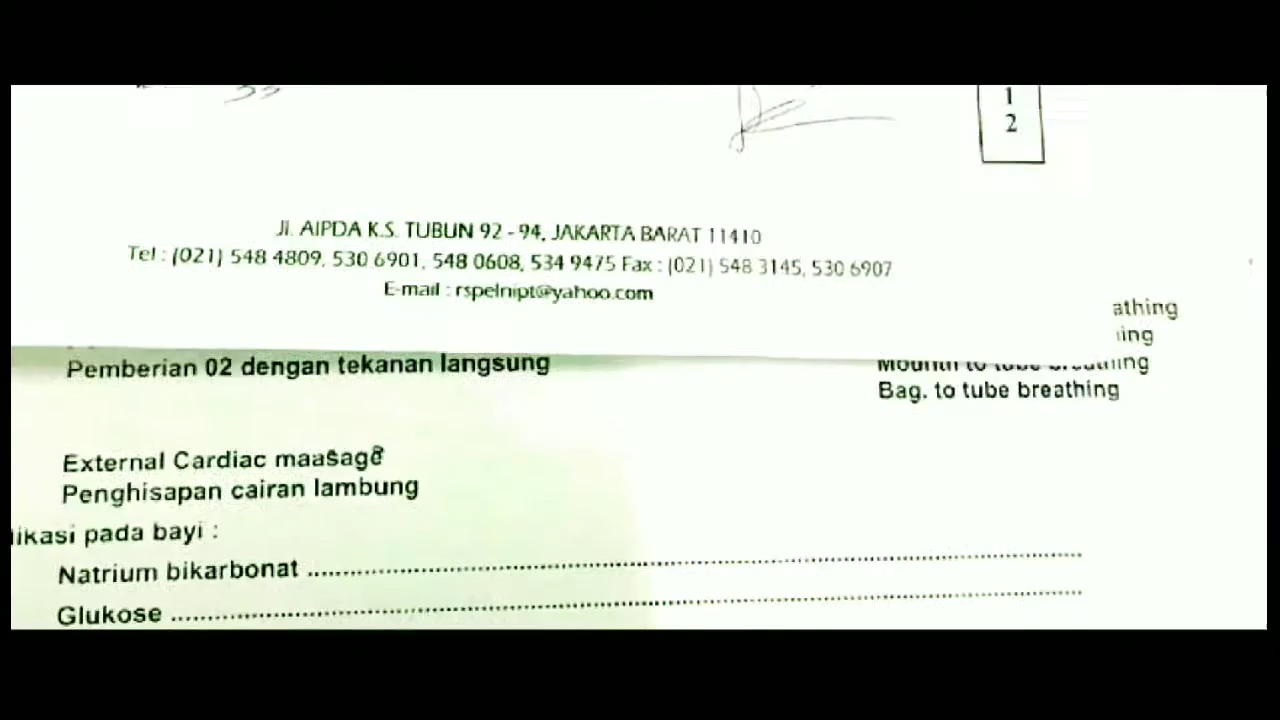 1
2
Jl. AIPDA K.S. TUBUN 92 - 94, JAKARTA BARAT 11410
Tel : (021) 548 4809, 530 6901, 548 0608, 534 9475 Fax : (021) 548 3145, 530 6907
E-mail : rspelnipt@yahoo.com
athing
ing
Pemberian 02 dengan tekanan langsung
Bag. to tube breathing
External Cardiac maasage
Penghisapan cairan lambung
likasi pada bayi :
Natrium bikarbonat ................
Glukose ................